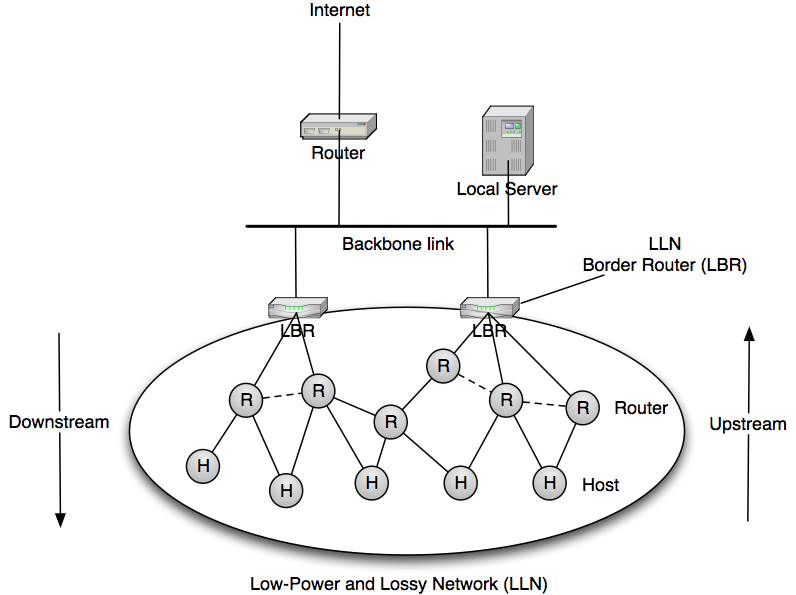 Internet
Router
Local Server
Backbone link
LLN
Border Router (LBR)
LBR
LBR
R
R
R
R
R
R
Router
Downstream
Upstream
H
H
H
H
H
Host
Low-Power and Lossy Network (LLN)